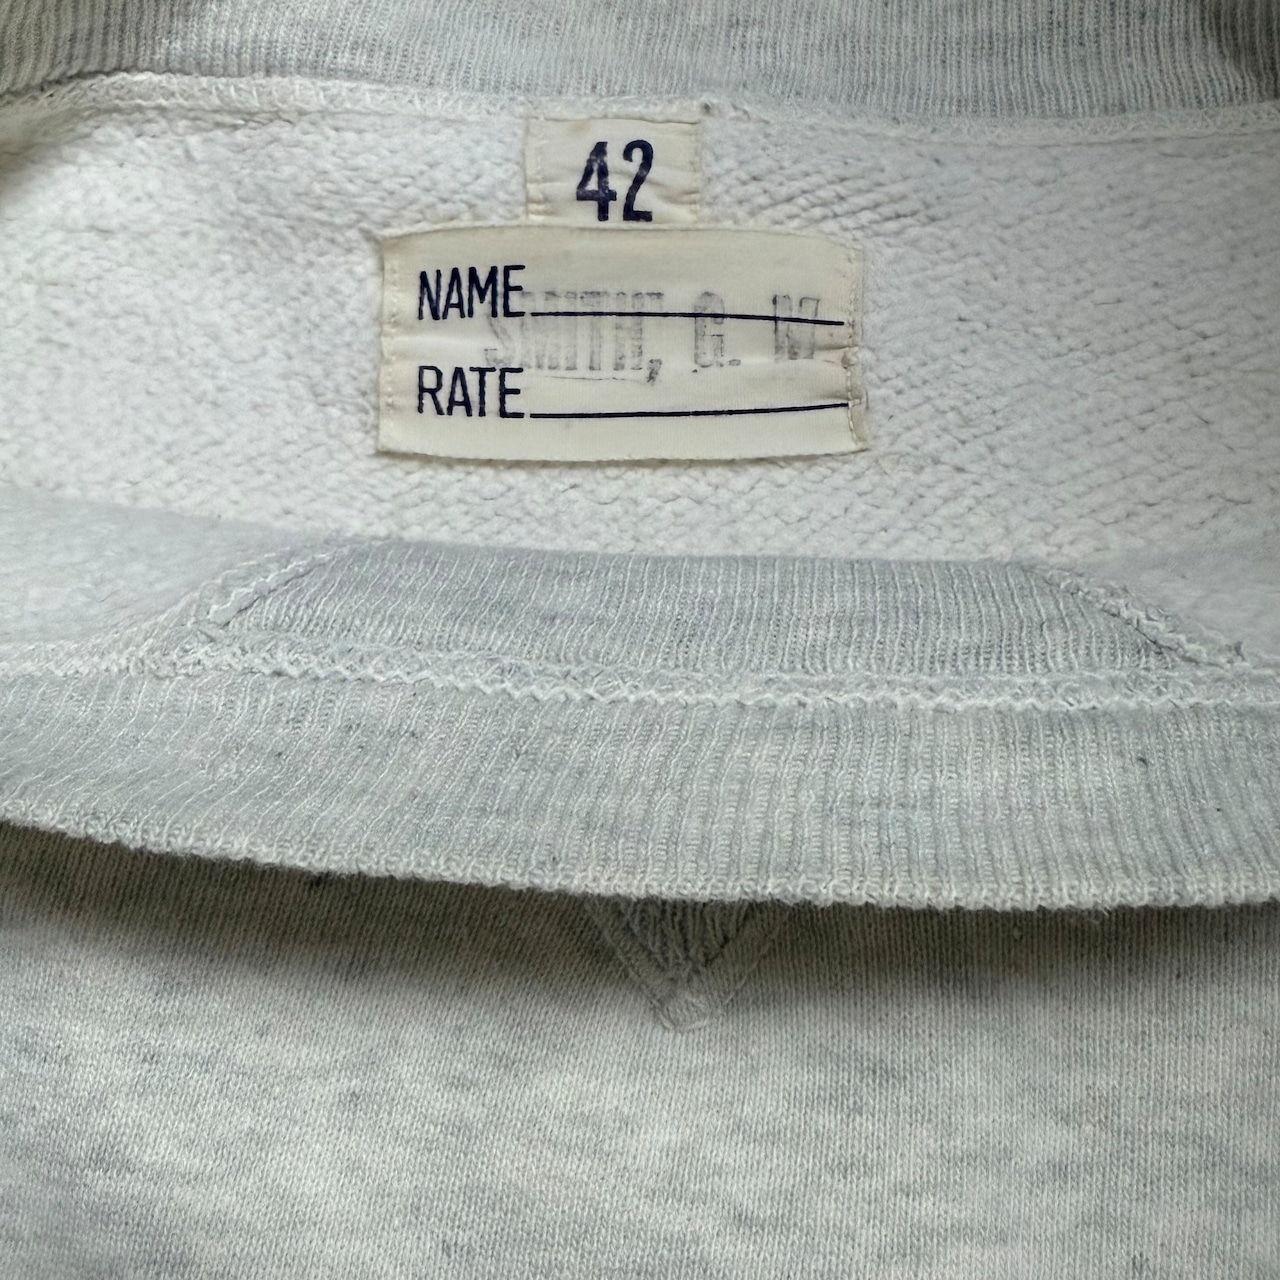 42
NAME
SMITH, G. W.
RATE